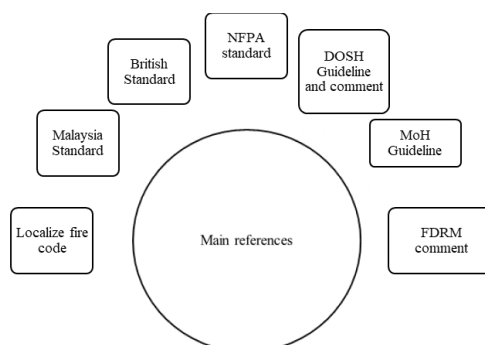 NFPA
standard
British
Standard
DOSH
Guideline
and comment
Malaysia
Standard
MoH
Guideline
Localize fire
code
Main references
FDRM
comment